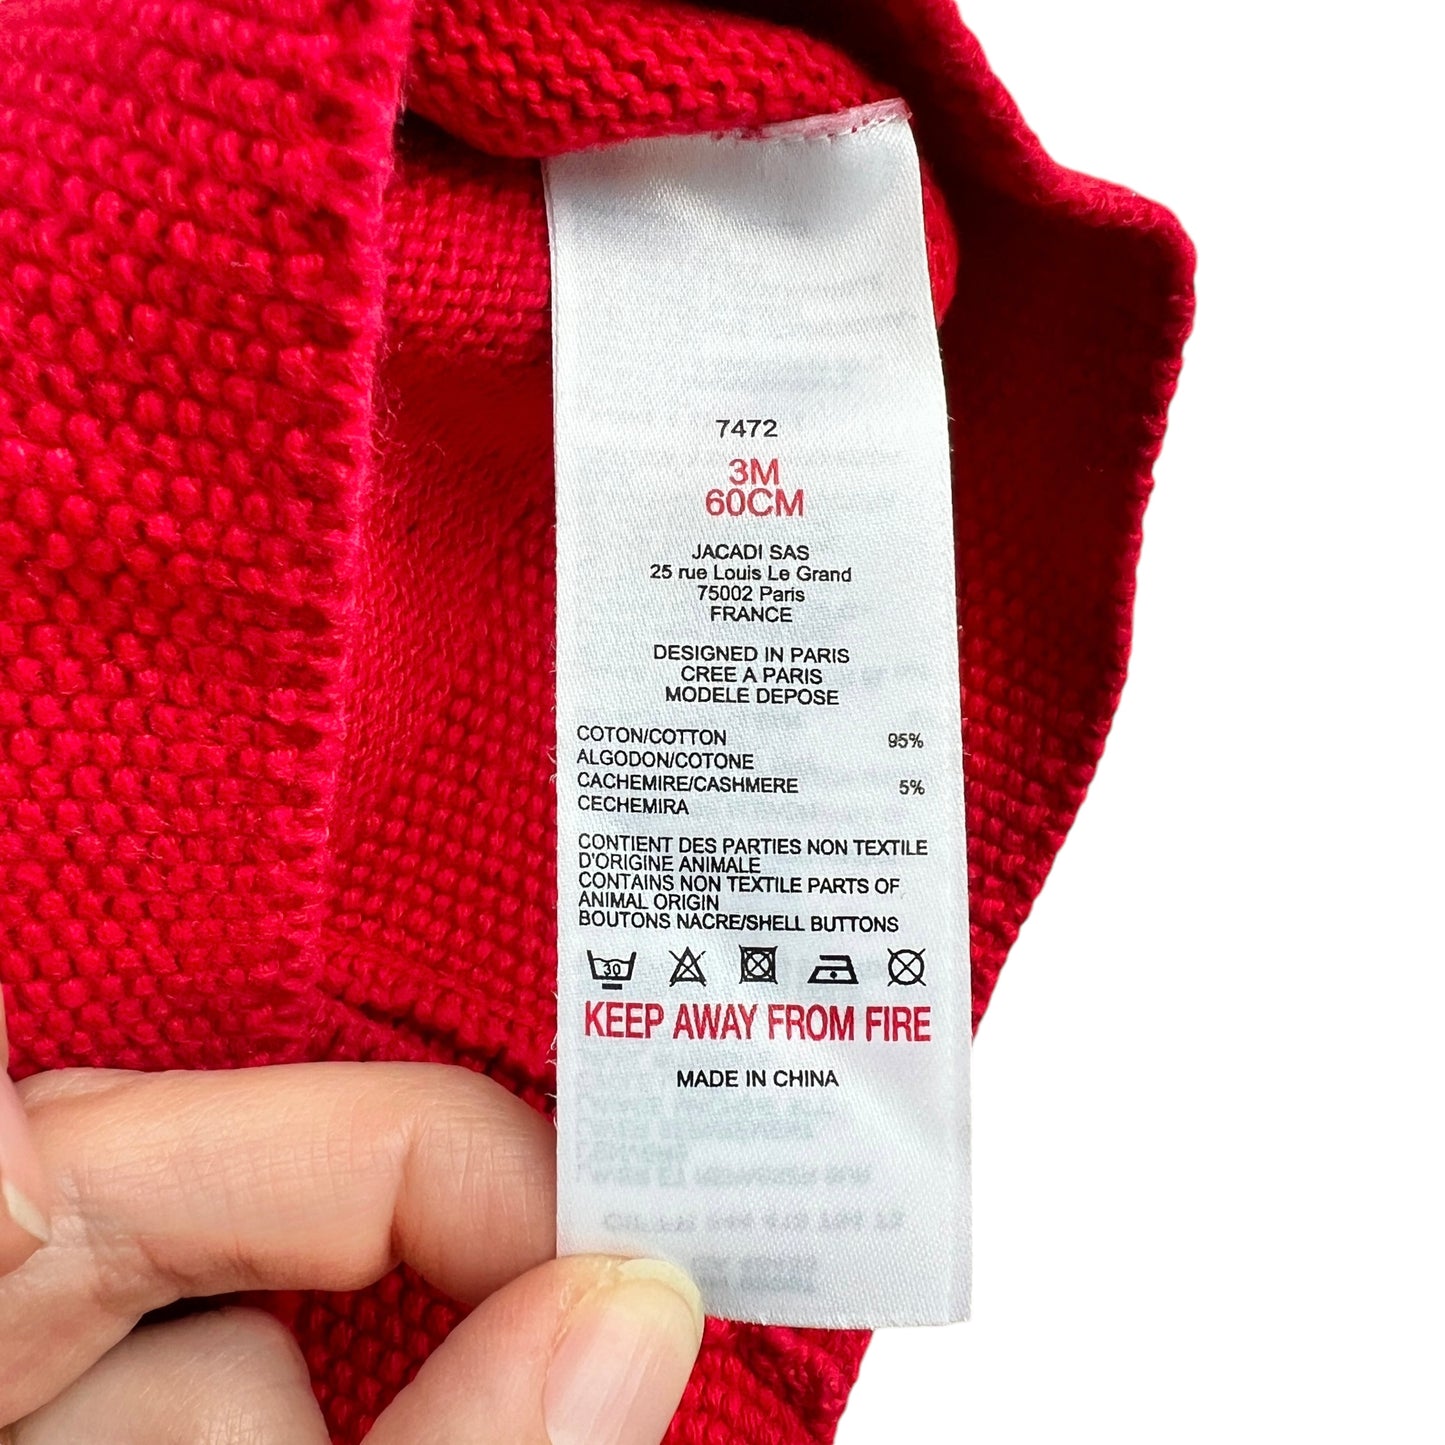 7472
3M
60CM
JACADI SAS
25 rue Louis Le Grand
75002 Paris
FRANCE
DESIGNED IN PARIS
CREE A PARIS
MODELE DEPOSE
COTON/COTTON 95%
ALGODON/COTONE
CACHEMIRE/CASHMERE 5%
CECHEMIRA
CONTIENT DES PARTIES NON TEXTILE
D'ORIGINE ANIMALE
CONTAINS NON TEXTILE PARTS OF
ANIMAL ORIGIN
BOUTONS NACRE/SHELL BUTTONS
30
KEEP AWAY FROM FIRE
MADE IN CHINA